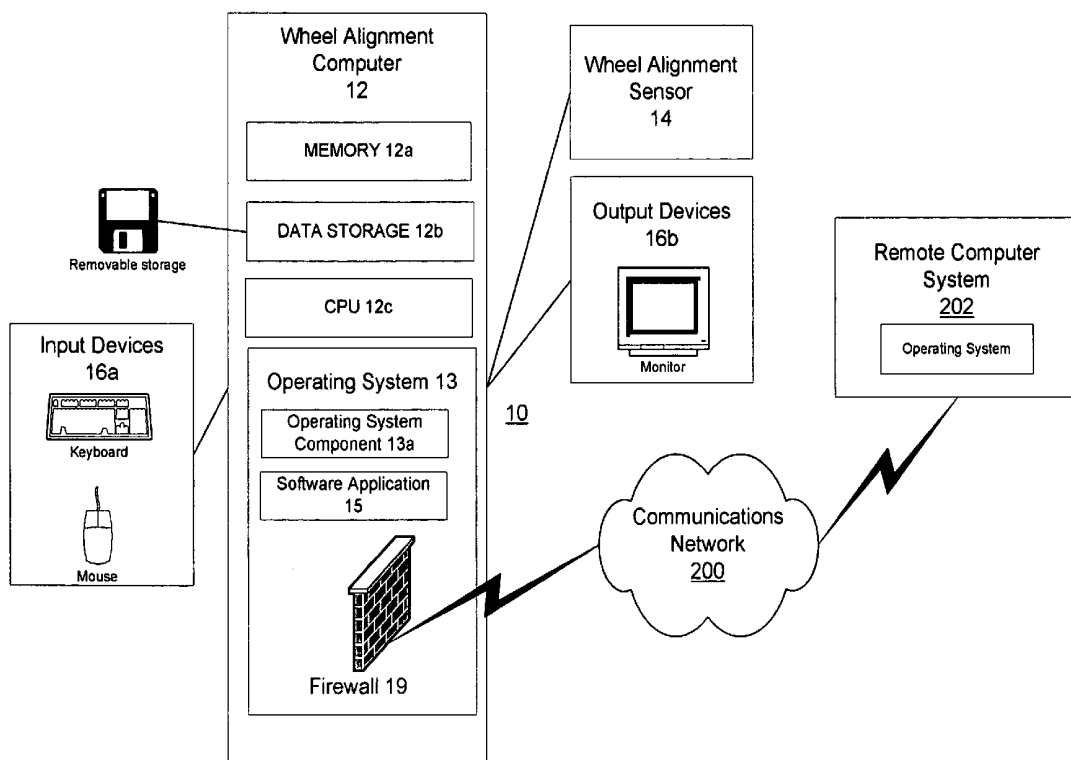 Wheel Alignment
Computer
12
MEMORY 12a
DATA STORAGE 12b
CPU 12c
Operating System 13
Operating System
Component 13a
Software Application
15
Firewall 19
Removable storage
Input Devices
16a
Keyboard
Mouse
Wheel Alignment
Sensor
14
Output Devices
16b
Monitor
10
Communications
Network
200
Remote Computer
System
202
Operating System